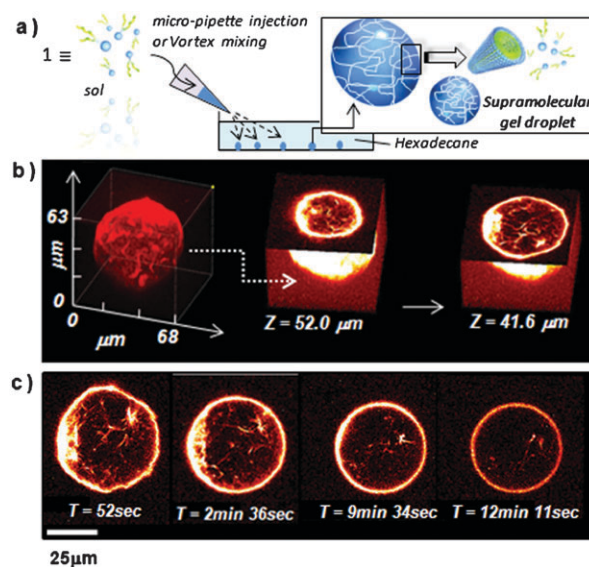 a)
micro-pipette injection
or Vortex mixing
1 ≡
sol
Supramolecular
gel droplet
Hexadecane
b)
63
μm
0
0
μm
68
Z = 52.0 μm
Z = 41.6 μm
c)
T = 52sec
T = 2min 36sec
T = 9min 34sec
T = 12min 11sec
25μm